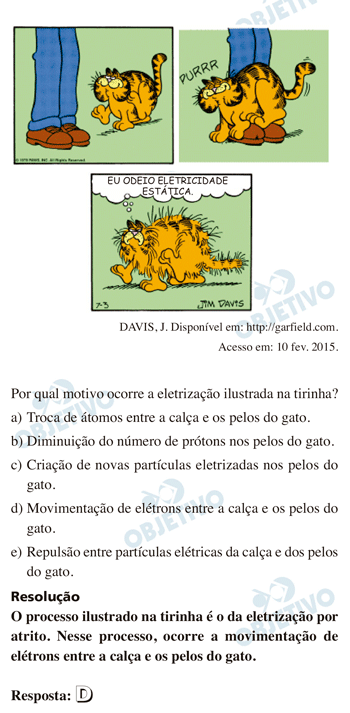 OBJETIVO
PURRR
© 1978 PAWS, INC. All Rights Reserved.
EU ODEIO ELETRICIDADE
ESTÁTICA.
7-3
JIM DAVIS
OBJETIVO
DAVIS, J. Disponível em: http://garfield.com.
Acesso em: 10 fev. 2015.
Por qual motivo ocorre a eletrização ilustrada na tirinha?
a) Troca de átomos entre a calça e os pelos do gato.
OBJETIVO
b) Diminuição do número de prótons nos pelos do gato.
c) Criação de novas partículas eletrizadas nos pelos do
gato.
d) Movimentação de elétrons entre a calça e os pelos do
gato.
OBJETIVO
e) Repulsão entre partículas elétricas da calça e dos pelos
do gato.
Resolução
OBJETIVO
O processo ilustrado na tirinha é o da eletrização por
atrito. Nesse processo, ocorre a movimentação de
elétrons entre a calça e os pelos do gato.
Resposta: D